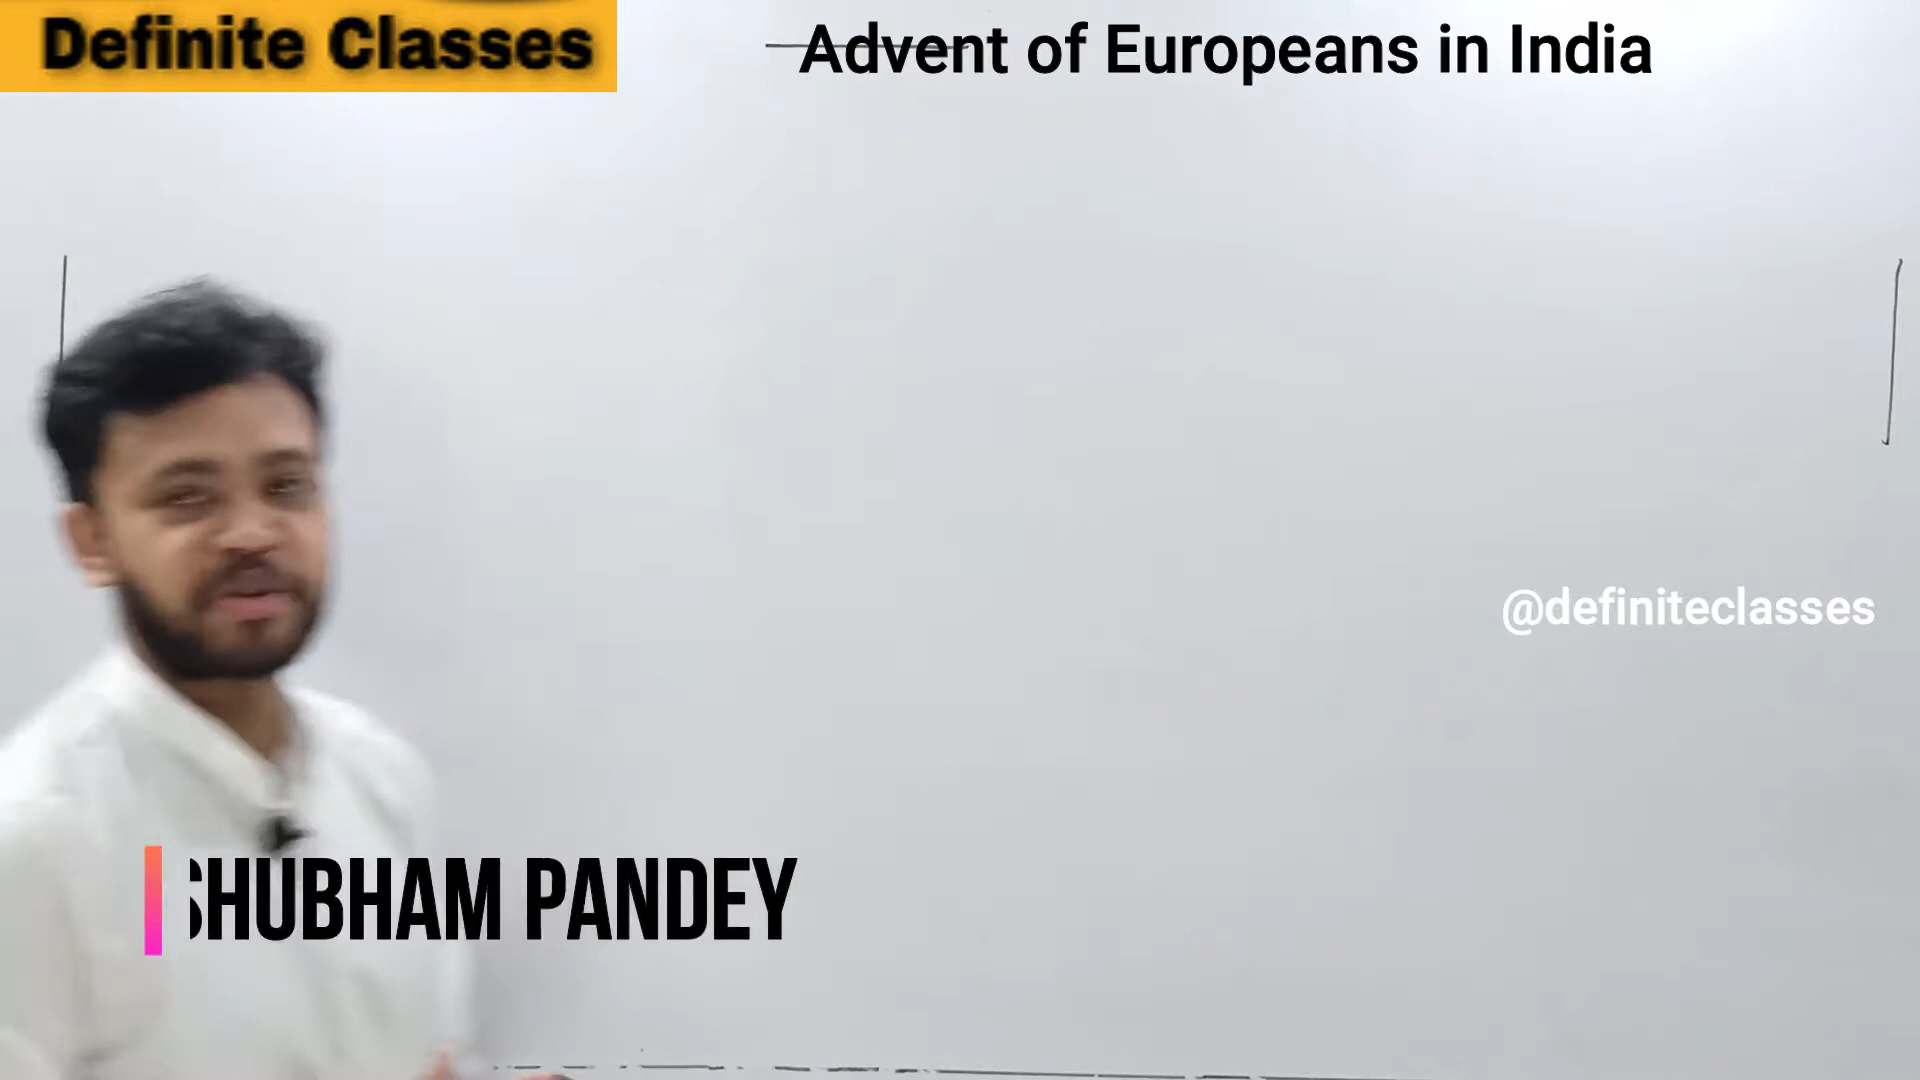 Definite Classes
Advent of Europeans in India
@definiteclasses
SHUBHAM PANDEY